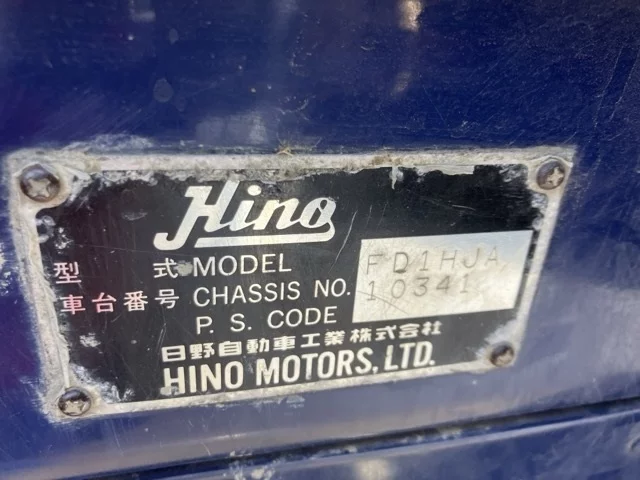 Hino
型 式 MODEL FD1HJA
車台番号 CHASSIS NO. 10341
P. S. CODE
日野自動車工業株式会社
HINO MOTORS, LTD.